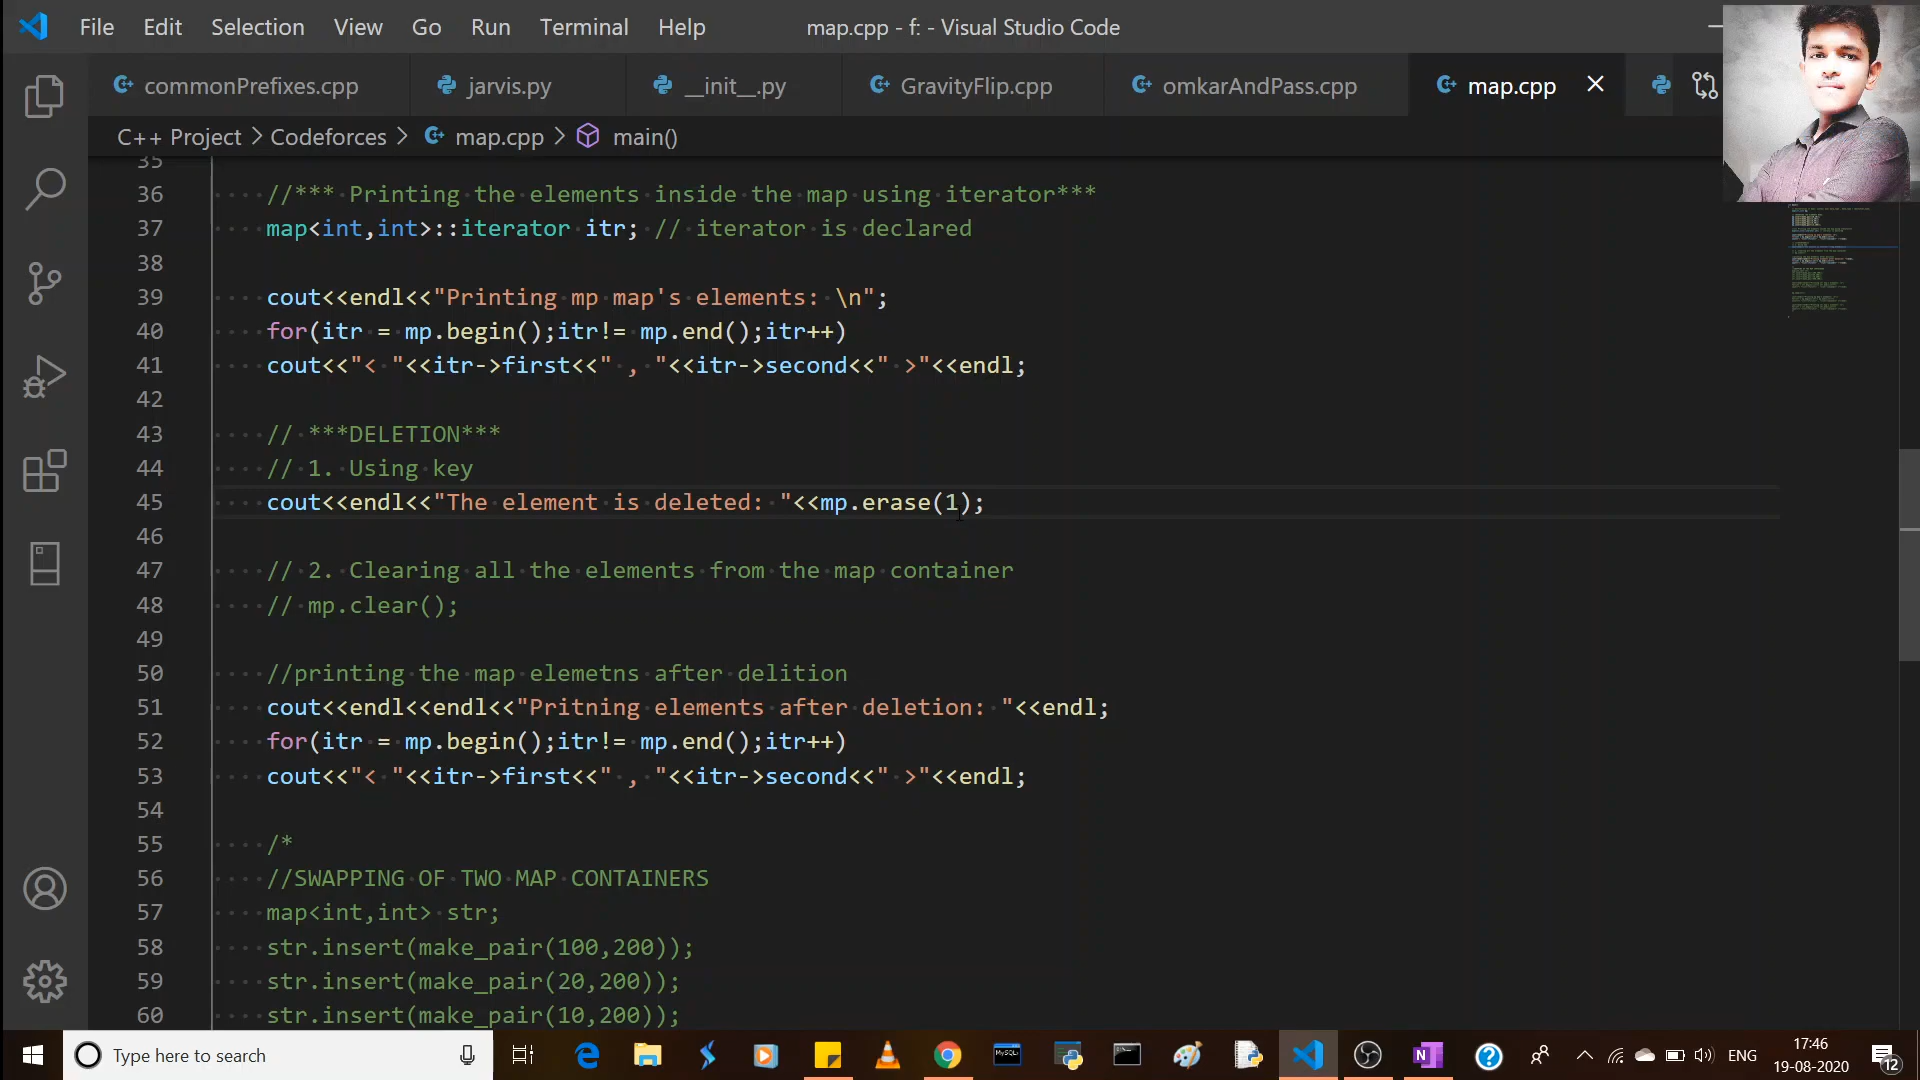 File Edit Selection View Go Run Terminal Help map.cpp - f: - Visual Studio Code
commonPrefixes.cpp jarvis.py __init__.py GravityFlip.cpp omkarAndPass.cpp map.cpp
C++ Project > Codeforces > map.cpp > main()
35
36 //*** Printing the elements inside the map using iterator***
37 map<int,int>::iterator itr; // iterator is declared
38
39 cout<<endl<<"Printing mp map's elements: \n";
40 for(itr = mp.begin();itr!= mp.end();itr++)
41 cout<<"< "<<itr->first<<" , "<<itr->second<<" >"<<endl;
42
43 // ***DELETION***
44 // 1. Using key
45 cout<<endl<<"The element is deleted: "<<mp.erase(1);
46
47 // 2. Clearing all the elements from the map container
48 // mp.clear();
49
50 //printing the map elemetns after delition
51 cout<<endl<<endl<<"Pritning elements after deletion: "<<endl;
52 for(itr = mp.begin();itr!= mp.end();itr++)
53 cout<<"< "<<itr->first<<" , "<<itr->second<<" >"<<endl;
54
55 /*
56 //SWAPPING OF TWO MAP CONTAINERS
57 map<int,int> str;
58 str.insert(make_pair(100,200));
59 str.insert(make_pair(20,200));
60 str.insert(make_pair(10,200));
Type here to search
MySQL
N
ENG
17:46
19-08-2020
12